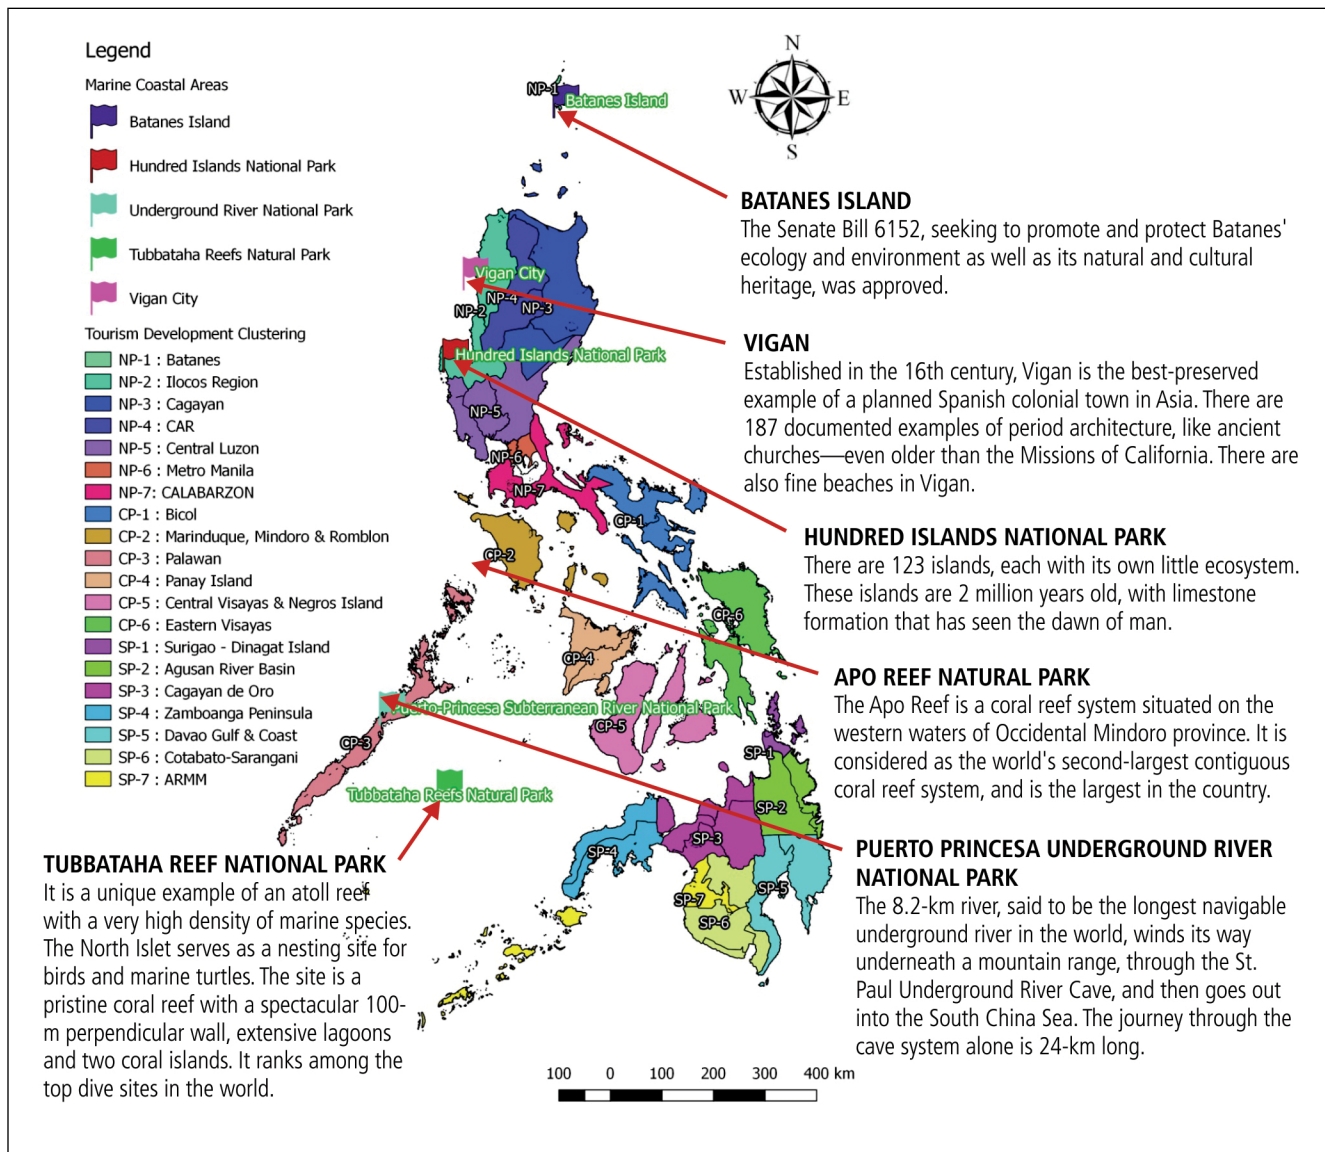 Legend
Marine Coastal Areas
Batanes Island
Hundred Islands National Park
Underground River National Park
Tubbataha Reefs Natural Park
Vigan City
Tourism Development Clustering
NP-1 : Batanes
NP-2 : Ilocos Region
NP-3 : Cagayan
NP-4 : CAR
NP-5 : Central Luzon
NP-6 : Metro Manila
NP-7: CALABARZON
CP-1 : Bicol
CP-2 : Marinduque, Mindoro & Romblon
CP-3 : Palawan
CP-4 : Panay Island
CP-5 : Central Visayas & Negros Island
CP-6 : Eastern Visayas
SP-1 : Surigao - Dinagat Island
SP-2 : Agusan River Basin
SP-3 : Cagayan de Oro
SP-4 : Zamboanga Peninsula
SP-5 : Davao Gulf & Coast
SP-6 : Cotabato-Sarangani
SP-7 : ARMM
N
W
E
S
NP-1
Batanes Island
Vigan City
NP-4
NP-3
NP-2
Hundred Islands National Park
NP-5
NP-6
NP-7
CP-1
CP-2
CP-6
CP-4
Puerto-Princesa Subterranean River National Park
CP-5
CP-3
SP-1
Tubbataha Reefs Natural Park
SP-2
SP-3
SP-4
SP-5
SP-7
SP-6
BATANES ISLAND
The Senate Bill 6152, seeking to promote and protect Batanes'
ecology and environment as well as its natural and cultural
heritage, was approved.
VIGAN
Established in the 16th century, Vigan is the best-preserved
example of a planned Spanish colonial town in Asia. There are
187 documented examples of period architecture, like ancient
churches—even older than the Missions of California. There are
also fine beaches in Vigan.
HUNDRED ISLANDS NATIONAL PARK
There are 123 islands, each with its own little ecosystem.
These islands are 2 million years old, with limestone
formation that has seen the dawn of man.
APO REEF NATURAL PARK
The Apo Reef is a coral reef system situated on the
western waters of Occidental Mindoro province. It is
considered as the world's second-largest contiguous
coral reef system, and is the largest in the country.
PUERTO PRINCESA UNDERGROUND RIVER
NATIONAL PARK
The 8.2-km river, said to be the longest navigable
underground river in the world, winds its way
underneath a mountain range, through the St.
Paul Underground River Cave, and then goes out
into the South China Sea. The journey through the
cave system alone is 24-km long.
TUBBATAHA REEF NATIONAL PARK
It is a unique example of an atoll reef
with a very high density of marine species.
The North Islet serves as a nesting site for
birds and marine turtles. The site is a
pristine coral reef with a spectacular 100-
m perpendicular wall, extensive lagoons
and two coral islands. It ranks among the
top dive sites in the world.
100 0 100 200 300 400 km